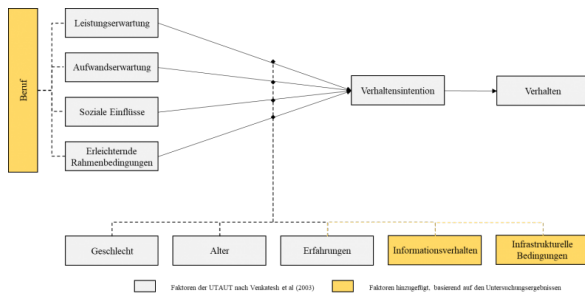 Beruf
Leistungserwartung
Aufwandserwartung
Soziale Einflüsse
Erleichternde
Rahmenbedingungen
Verhaltensintention
Verhalten
Geschlecht
Alter
Erfahrungen
Informationsverhalten
Infrastrukturelle
Bedingungen
Faktoren der UTAUT nach Venkatesh et al (2003)
Faktoren hinzugefügt, basierend auf den Untersuchungsergebnissen